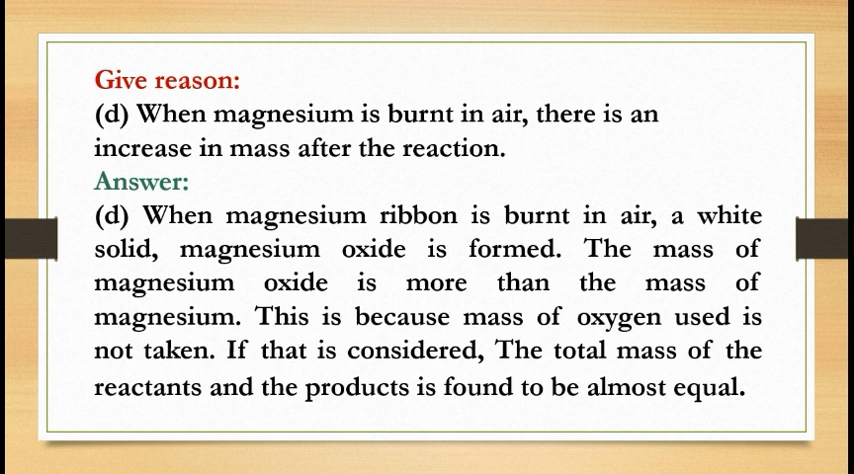 Give reason:
(d) When magnesium is burnt in air, there is an
increase in mass after the reaction.
Answer:
(d) When magnesium ribbon is burnt in air, a white
solid, magnesium oxide is formed. The mass of
magnesium oxide is more than the mass of
magnesium. This is because mass of oxygen used is
not taken. If that is considered, The total mass of the
reactants and the products is found to be almost equal.